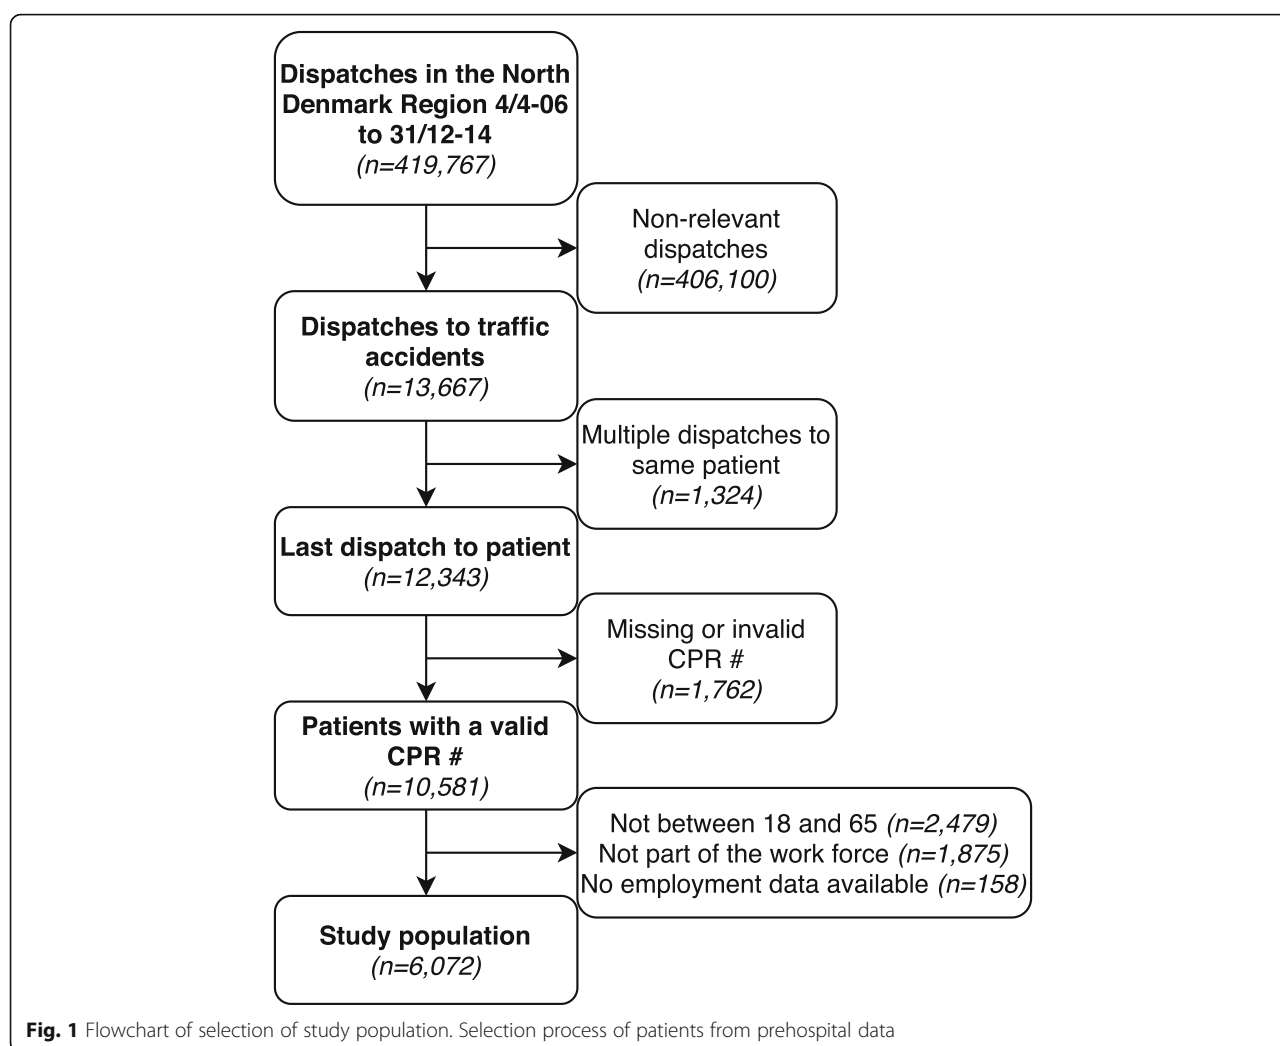 Dispatches in the North
Denmark Region 4/4-06
to 31/12-14
(n=419,767)
Non-relevant
dispatches
(n=406,100)
Dispatches to traffic
accidents
(n=13,667)
Multiple dispatches to
same patient
(n=1,324)
Last dispatch to patient
(n=12,343)
Missing or invalid
CPR #
(n=1,762)
Patients with a valid
CPR #
(n=10,581)
Not between 18 and 65 (n=2,479)
Not part of the work force (n=1,875)
No employment data available (n=158)
Study population
(n=6,072)
Fig. 1 Flowchart of selection of study population. Selection process of patients from prehospital data